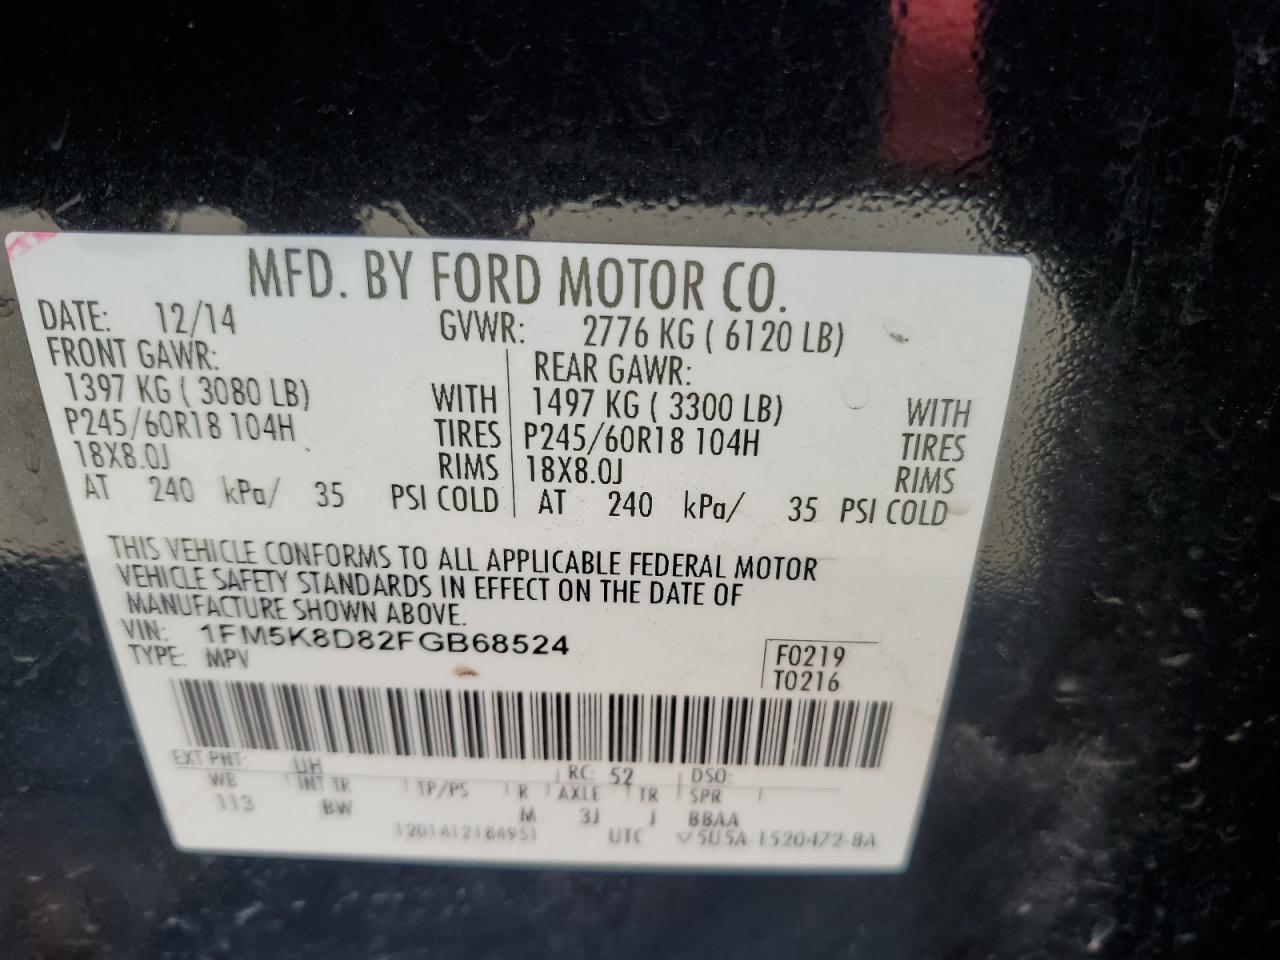 MFD. BY FORD MOTOR CO.
DATE: 12/14 GVWR: 2776 KG ( 6120 LB)
FRONT GAWR: REAR GAWR:
1397 KG ( 3080 LB) WITH 1497 KG ( 3300 LB) WITH
P245/60R18 104H TIRES P245/60R18 104H TIRES
18X8.0J RIMS 18X8.0J RIMS
AT 240 kPa/ 35 PSI COLD AT 240 kPa/ 35 PSI COLD
THIS VEHICLE CONFORMS TO ALL APPLICABLE FEDERAL MOTOR
VEHICLE SAFETY STANDARDS IN EFFECT ON THE DATE OF
MANUFACTURE SHOWN ABOVE.
VIN: 1FM5K8D82FGB68524
TYPE: MPV
F0219
T0216
EXT PNT: UH RC: 52 DSO:
WB INT TR TP/PS R AXLE TR SPR
113 BW M 3J J BBAA
UTC ▽5U5A-1520472-BA